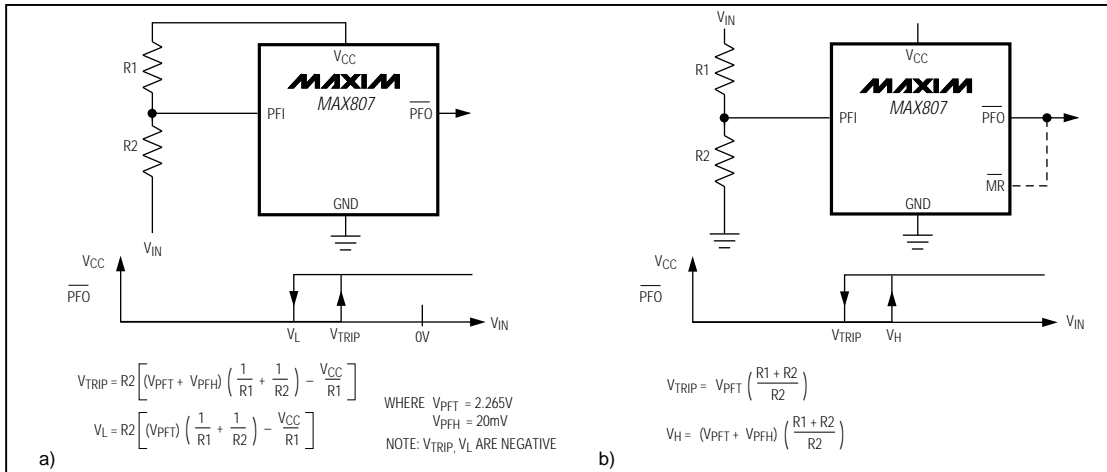 R1
R2
VIN
VCC
MAXIM
MAX807
PFI
PFO
GND
VCC
PFO
VL
VTRIP
0V
VIN
VTRIP = R2 [(VPFT + VPFH) (1/R1 + 1/R2) – VCC/R1]
VL = R2 [(VPFT) (1/R1 + 1/R2) – VCC/R1]
WHERE VPFT = 2.265V
VPFH = 20mV
NOTE: VTRIP, VL ARE NEGATIVE
a)
VIN
R1
R2
VCC
MAXIM
MAX807
PFI
PFO
MR
GND
VCC
PFO
VTRIP
VH
VIN
VTRIP = VPFT (R1 + R2/R2)
VH = (VPFT + VPFH) (R1 + R2/R2)
b)